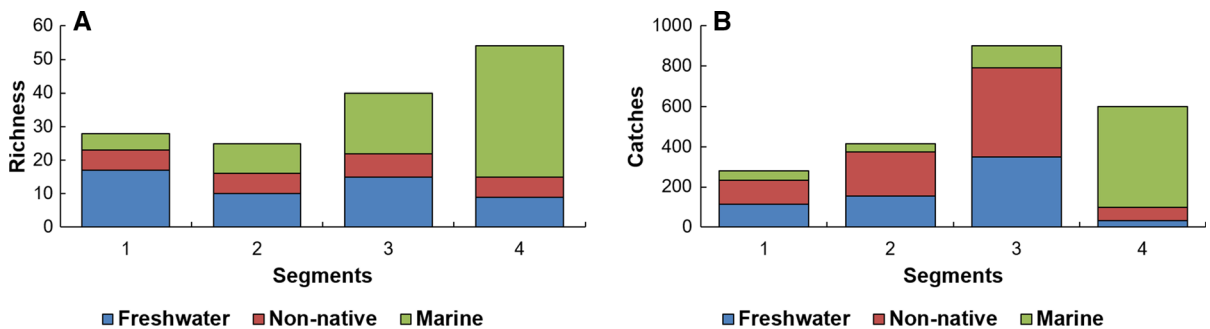 A
Richness
60
50
40
30
20
10
0
1 2 3 4
Segments
Freshwater Non-native Marine
B
Catches
1000
800
600
400
200
0
1 2 3 4
Segments
Freshwater Non-native Marine